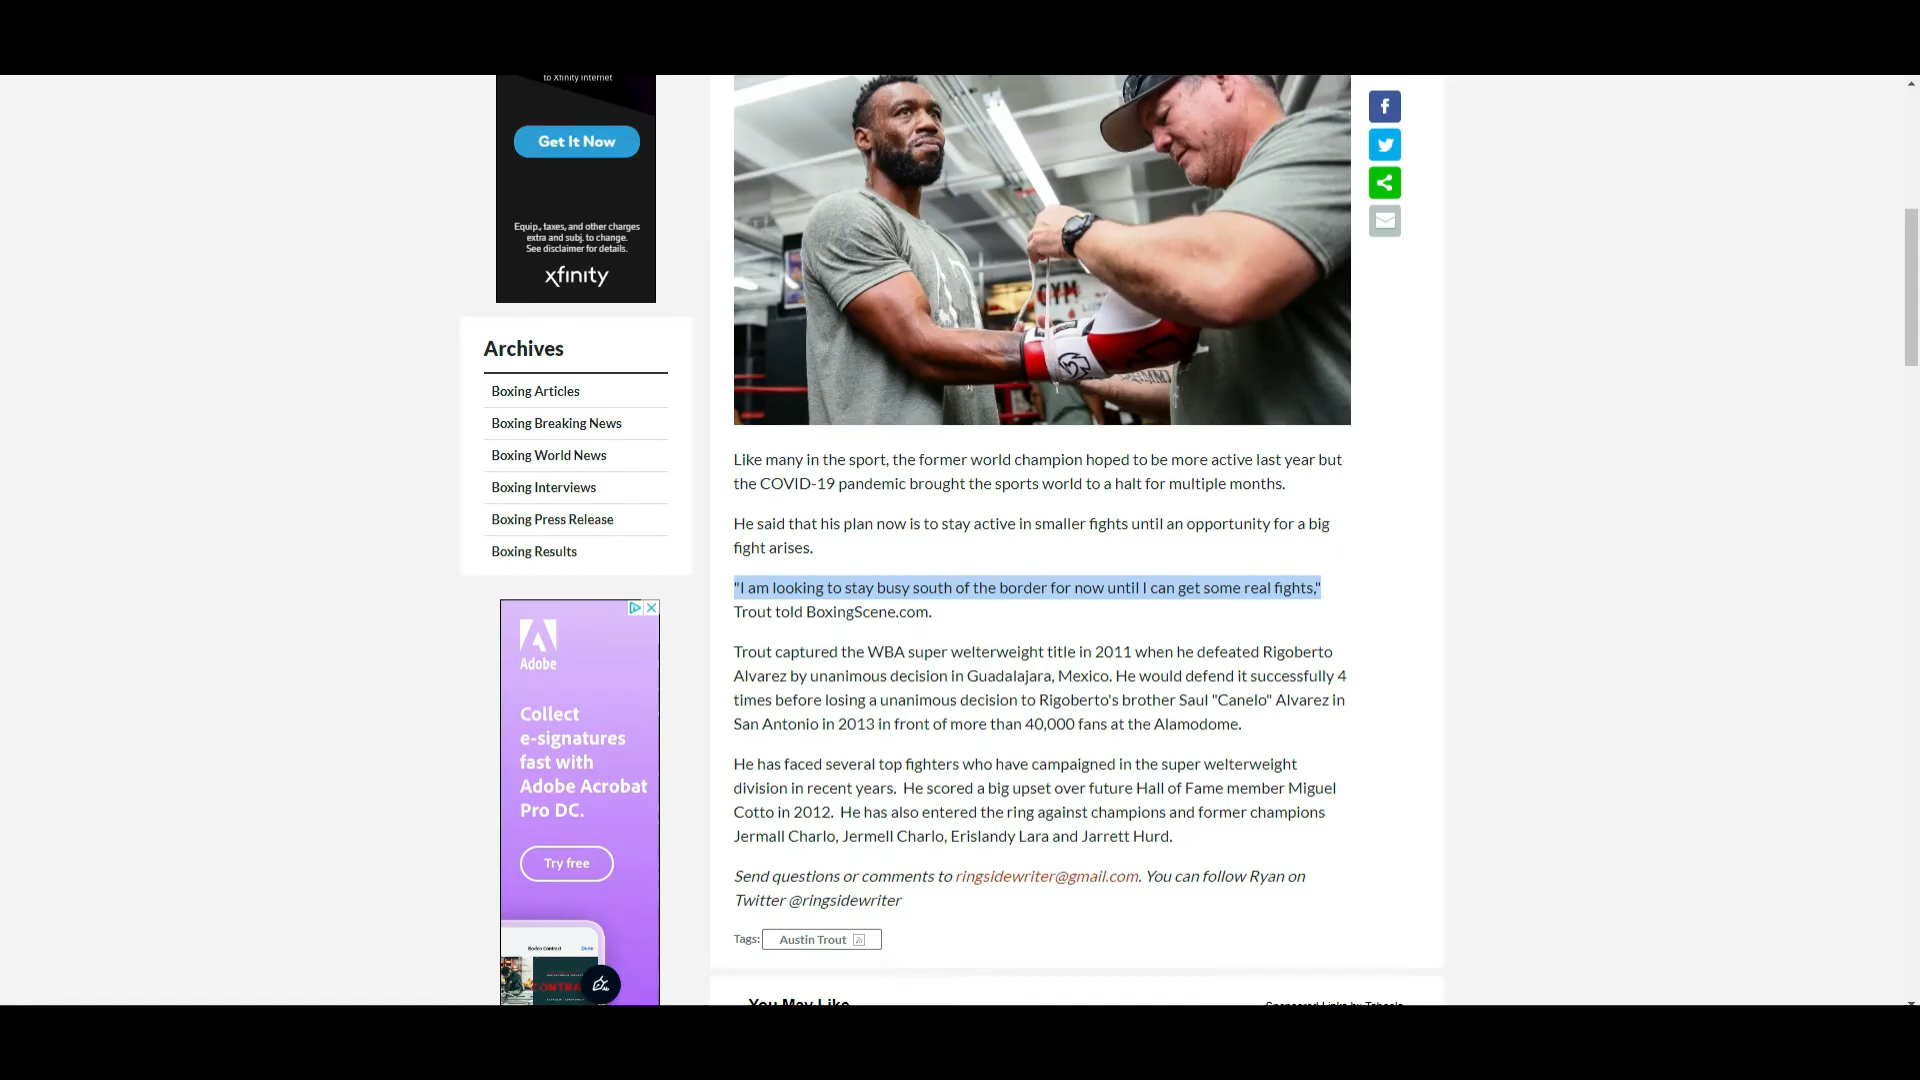 to Xfinity Internet
Get It Now
Equip., taxes, and other charges
extra and subj. to change.
See disclaimer for details.
xfinity
Archives
Boxing Articles
Boxing Breaking News
Boxing World News
Boxing Interviews
Boxing Press Release
Boxing Results
Adobe
Collect
e-signatures
fast with
Adobe Acrobat
Pro DC.
Try free
Boden Contract
Done
CONTRA
GYM
Like many in the sport, the former world champion hoped to be more active last year but
the COVID-19 pandemic brought the sports world to a halt for multiple months.
He said that his plan now is to stay active in smaller fights until an opportunity for a big
fight arises.
"I am looking to stay busy south of the border for now until I can get some real fights,"
Trout told BoxingScene.com.
Trout captured the WBA super welterweight title in 2011 when he defeated Rigoberto
Alvarez by unanimous decision in Guadalajara, Mexico. He would defend it successfully 4
times before losing a unanimous decision to Rigoberto's brother Saul "Canelo" Alvarez in
San Antonio in 2013 in front of more than 40,000 fans at the Alamodome.
He has faced several top fighters who have campaigned in the super welterweight
division in recent years.  He scored a big upset over future Hall of Fame member Miguel
Cotto in 2012.  He has also entered the ring against champions and former champions
Jermall Charlo, Jermell Charlo, Erislandy Lara and Jarrett Hurd.
Send questions or comments to ringsidewriter@gmail.com. You can follow Ryan on
Twitter @ringsidewriter
Tags: Austin Trout
You May Like
Sponsored Links by Taboola